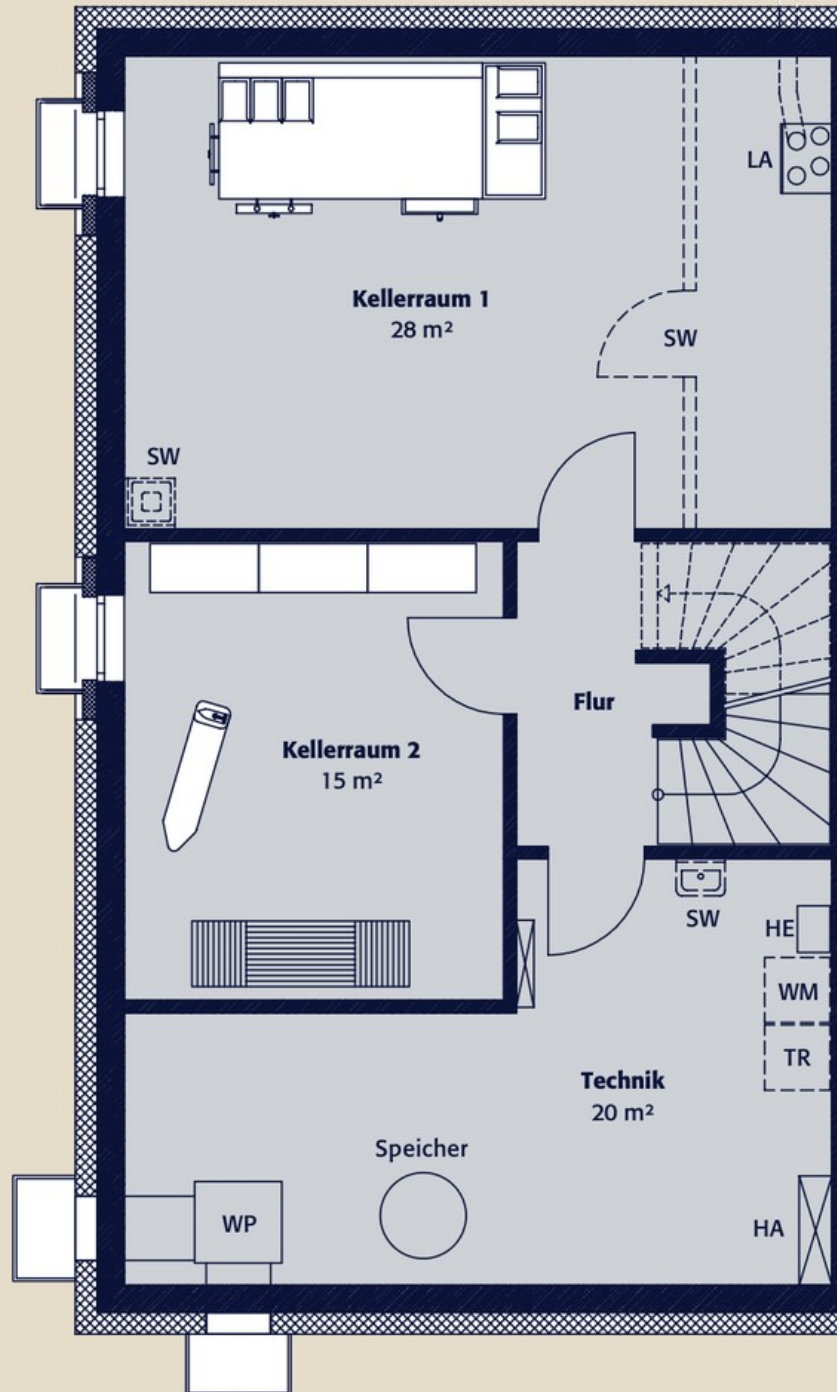 LA
Kellerraum 1
28 m²
SW
SW
Flur
Kellerraum 2
15 m²
SW
HE
WM
TR
Technik
20 m²
Speicher
WP
HA